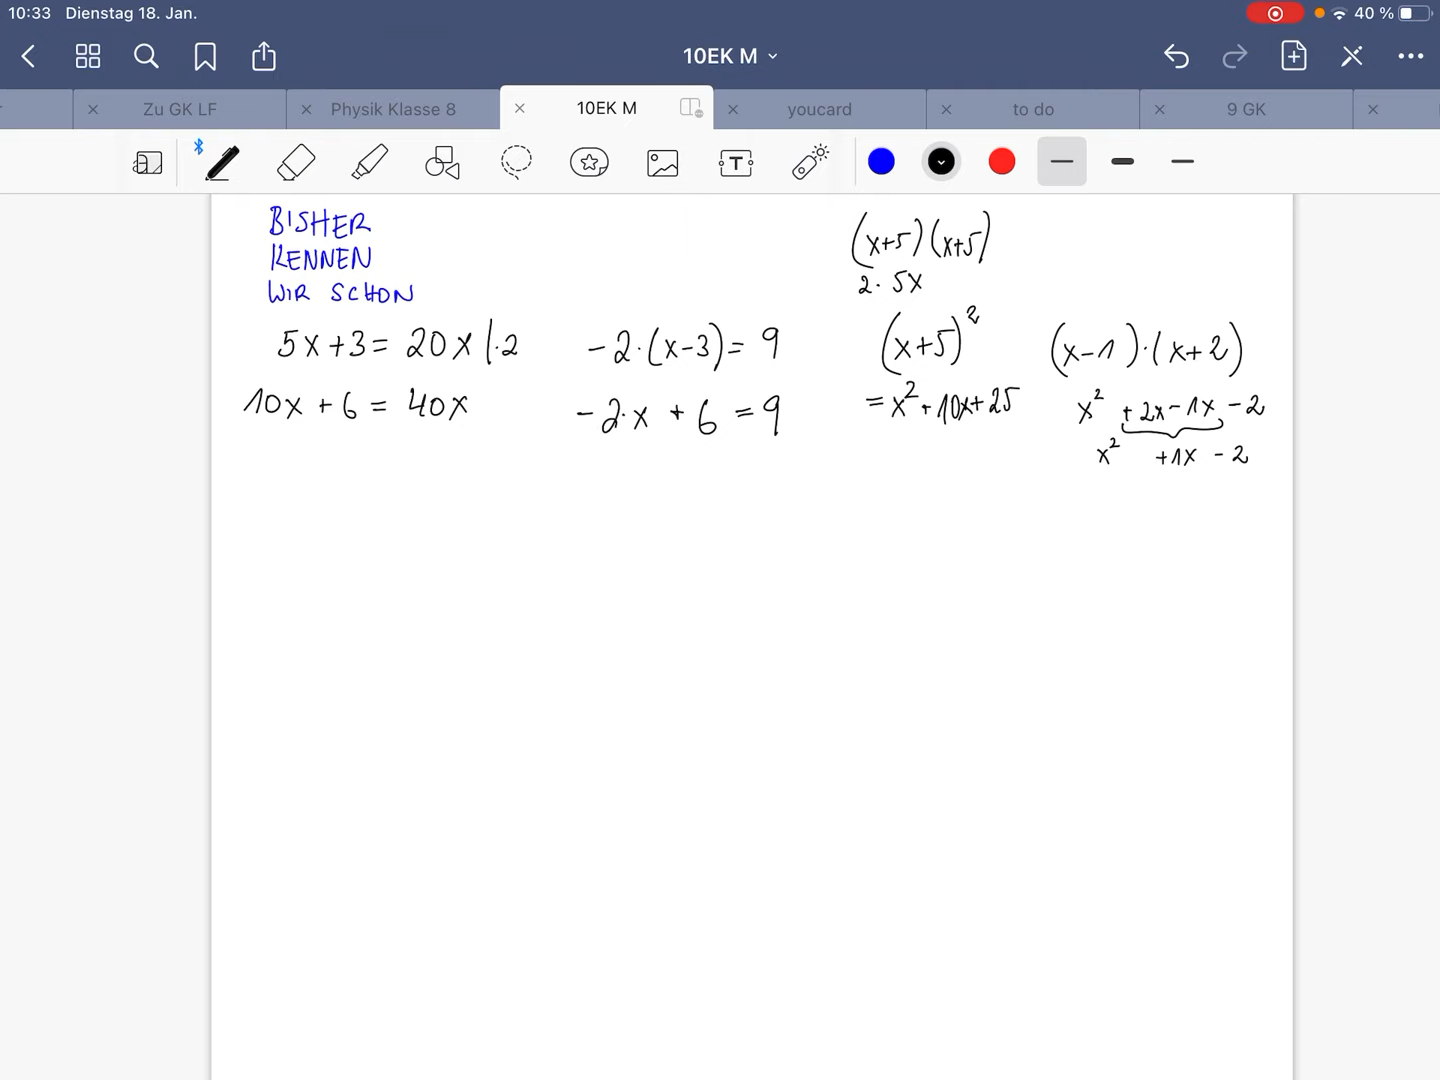 10:33 Dienstag 18. Jan.
40 %
10EK M
Zu GK LF
Physik Klasse 8
10EK M
youcard
to do
9 GK
BISHER
KENNEN
WIR SCHON
(x+5)(x+5)
2· 5x
5x+3= 20x |·2
10x + 6 = 40x
-2·(x-3)= 9
-2·x + 6 = 9
(x+5)²
= x² + 10x + 25
(x-1)·(x+2)
x² + 2x - 1x - 2
x² +1x - 2